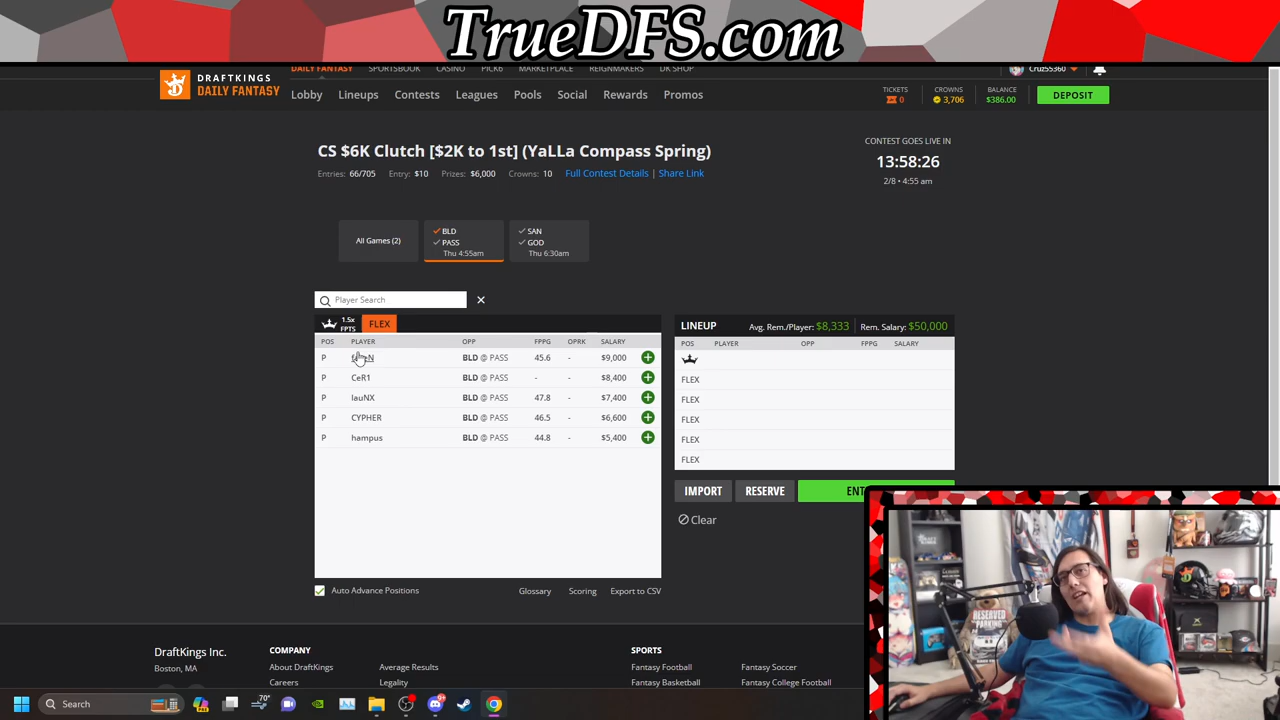 TrueDFS.com
DAILY FANTASY SPORTSBOOK CASINO PICK6 MARKETPLACE REIGNMAKERS DK SHOP Cruz55360
DRAFTKINGS
DAILY FANTASY
Lobby Lineups Contests Leagues Pools Social Rewards Promos
TICKETS CROWNS BALANCE
0 3,706 $386.00 DEPOSIT
CS $6K Clutch [$2K to 1st] (YaLLa Compass Spring)
Entries: 66/705 Entry: $10 Prizes: $6,000 Crowns: 10 Full Contest Details | Share Link
CONTEST GOES LIVE IN
13:58:26
2/8 • 4:55 am
All Games (2)
BLD
PASS
Thu 4:55am
SAN
GOD
Thu 6:30am
Player Search
1.5x
FPTS
FLEX
POS PLAYER OPP FPPG OPRK SALARY
P BLD @ PASS 45.6 - $9,000
P CeR1 BLD @ PASS - - $8,400
P lauNX BLD @ PASS 47.8 - $7,400
P CYPHER BLD @ PASS 46.5 - $6,600
P hampus BLD @ PASS 44.8 - $5,400
LINEUP Avg. Rem./Player: $8,333 Rem. Salary: $50,000
POS PLAYER OPP FPPG SALARY
FLEX
FLEX
FLEX
FLEX
FLEX
IMPORT RESERVE ENT
Clear
Auto Advance Positions
Glossary Scoring Export to CSV
DraftKings Inc.
Boston, MA
COMPANY
About DraftKings
Careers
Average Results
Legality
SPORTS
Fantasy Football
Fantasy Basketball
Fantasy Soccer
Fantasy College Football
RESERVED
PARKING
Search
70°